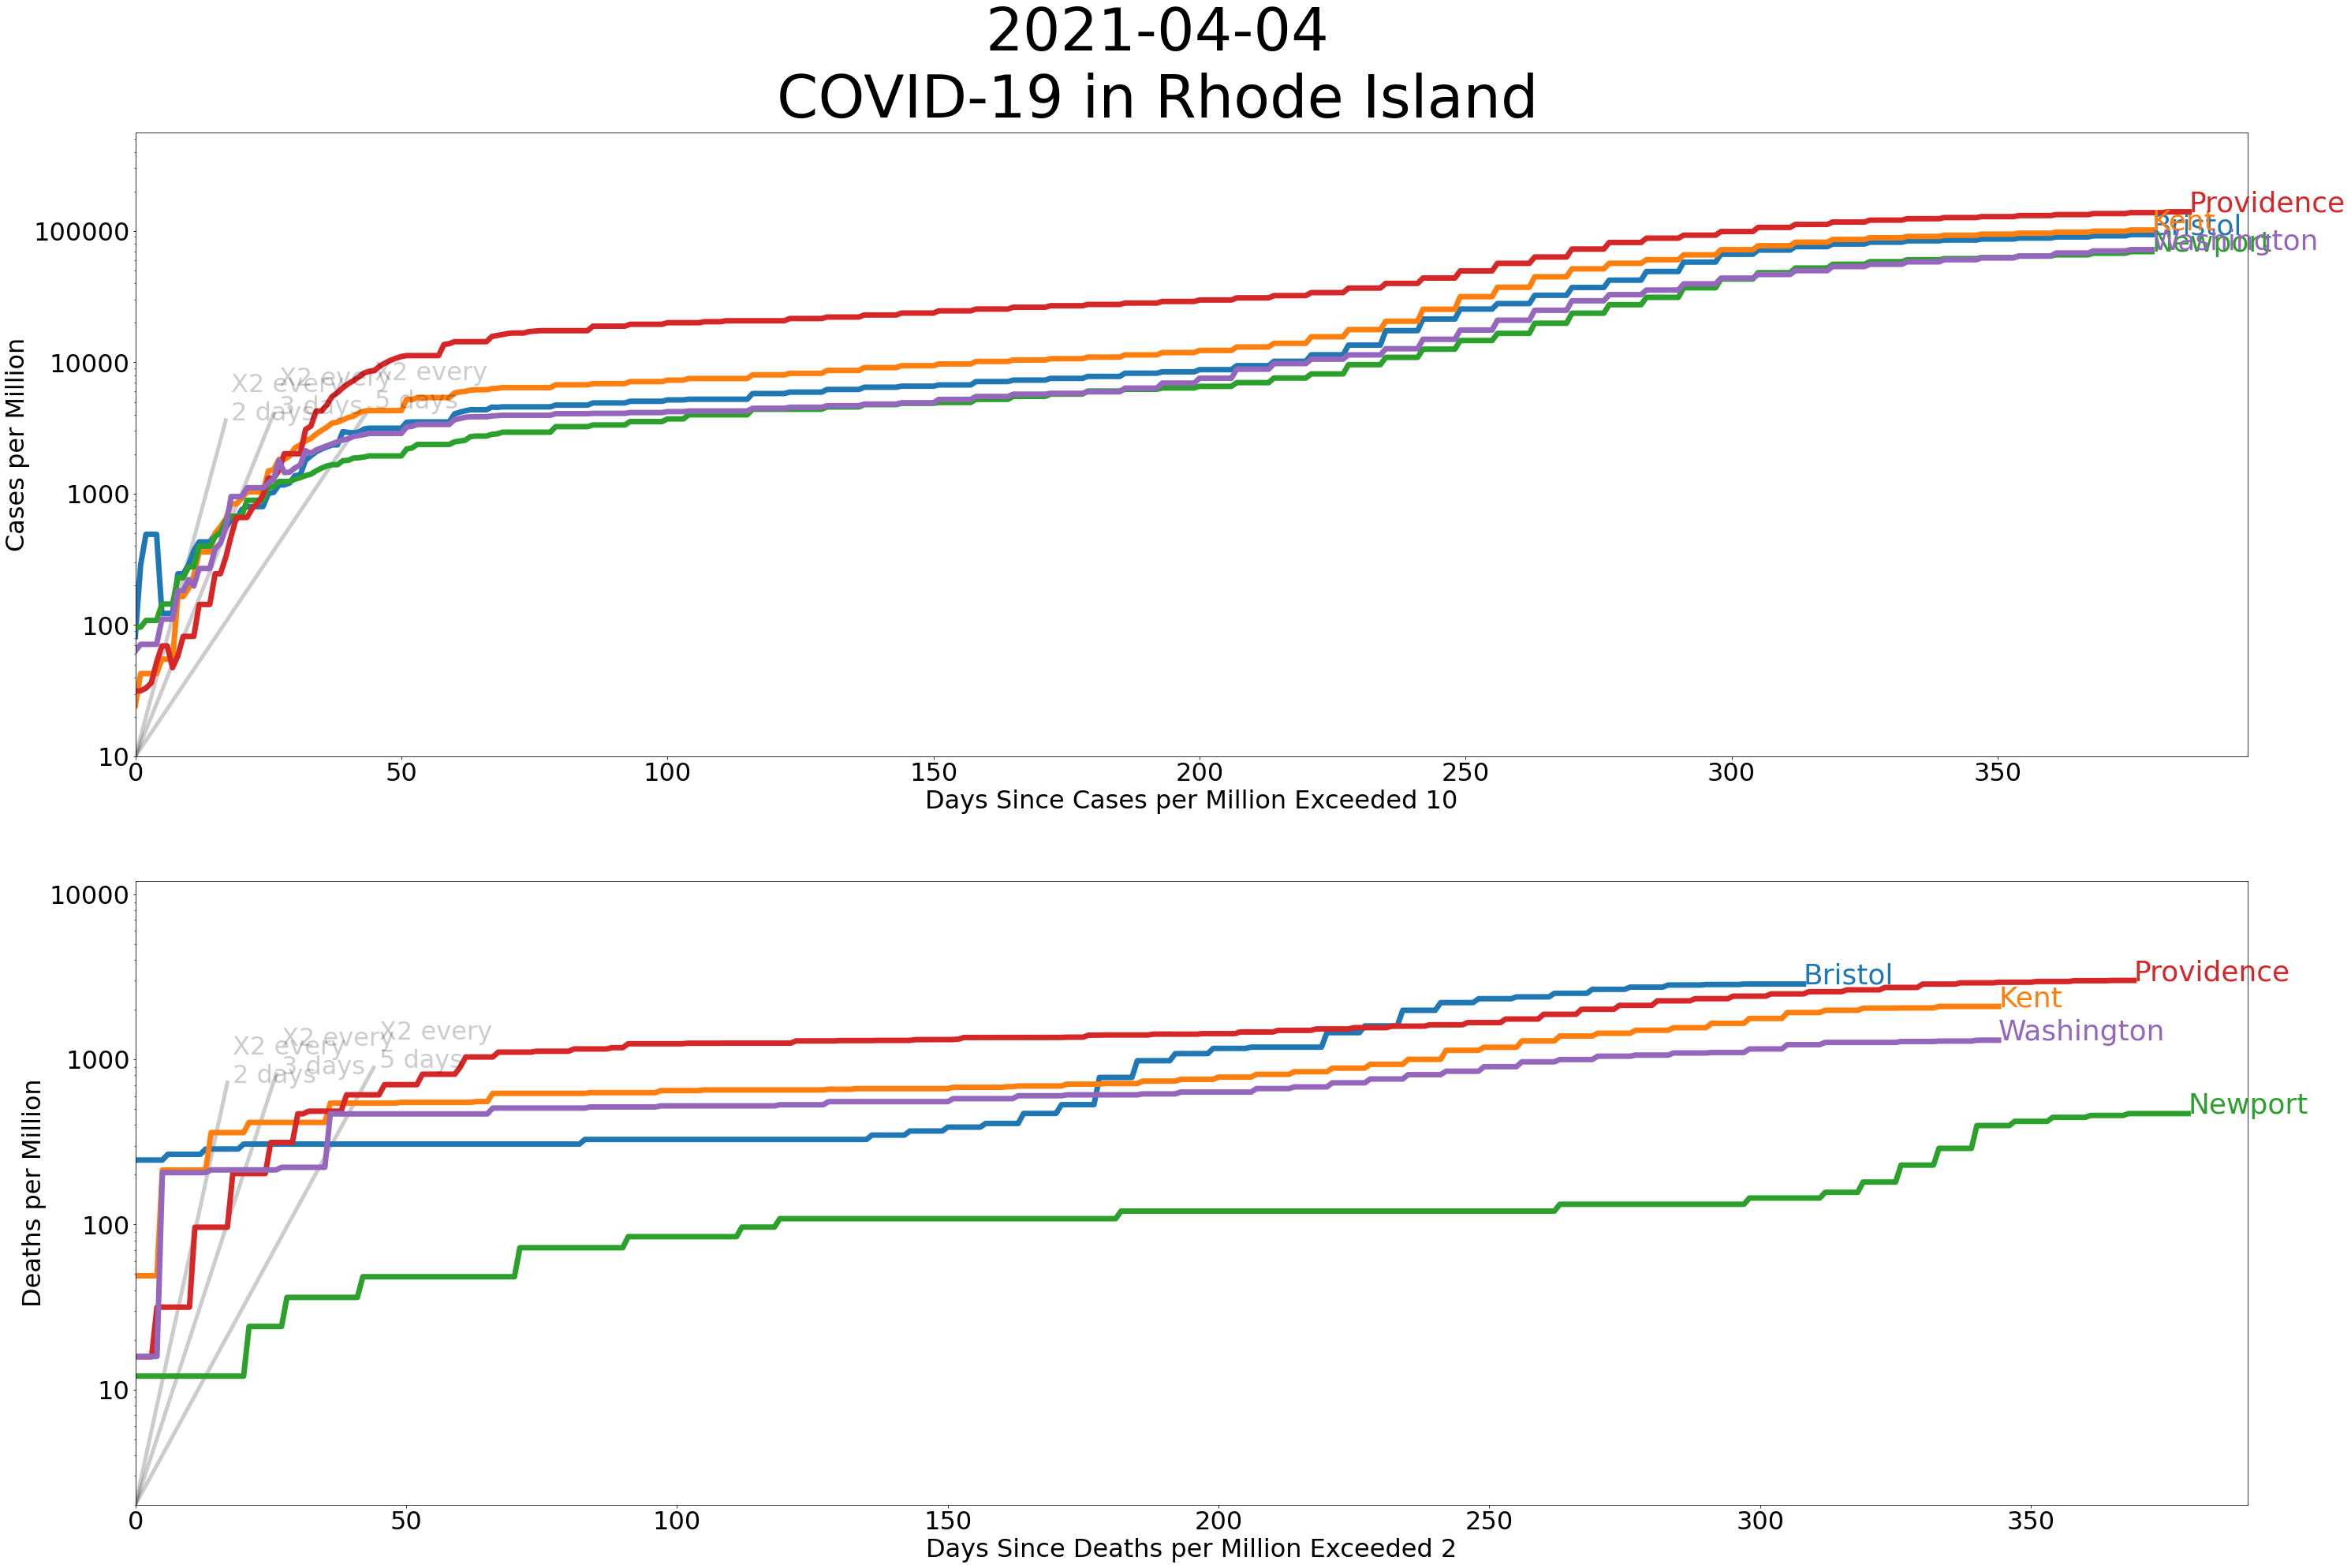 2021-04-04
COVID-19 in Rhode Island
Cases per Million
100000
10000
1000
100
10
X2 every
2 days
X2 every
3 days
X2 every
5 days
Providence
Kent
Bristol
Washington
Newport
0 50 100 150 200 250 300 350
Days Since Cases per Million Exceeded 10
Deaths per Million
10000
1000
100
10
X2 every
2 days
X2 every
3 days
X2 every
5 days
Bristol
Providence
Kent
Washington
Newport
0 50 100 150 200 250 300 350
Days Since Deaths per Million Exceeded 2